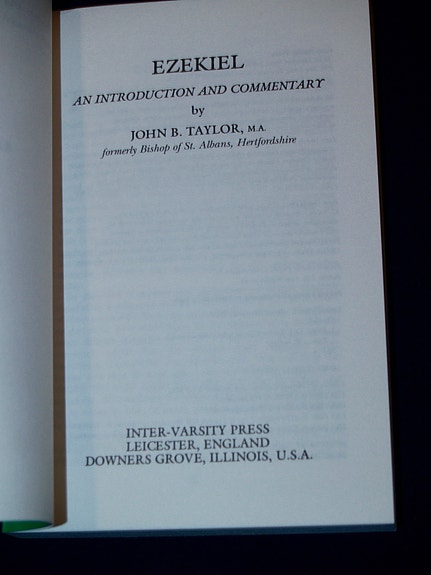 EZEKIEL
AN INTRODUCTION AND COMMENTARY
by
JOHN B. TAYLOR, M.A.
formerly Bishop of St. Albans, Hertfordshire
INTER-VARSITY PRESS
LEICESTER, ENGLAND
DOWNERS GROVE, ILLINOIS, U.S.A.